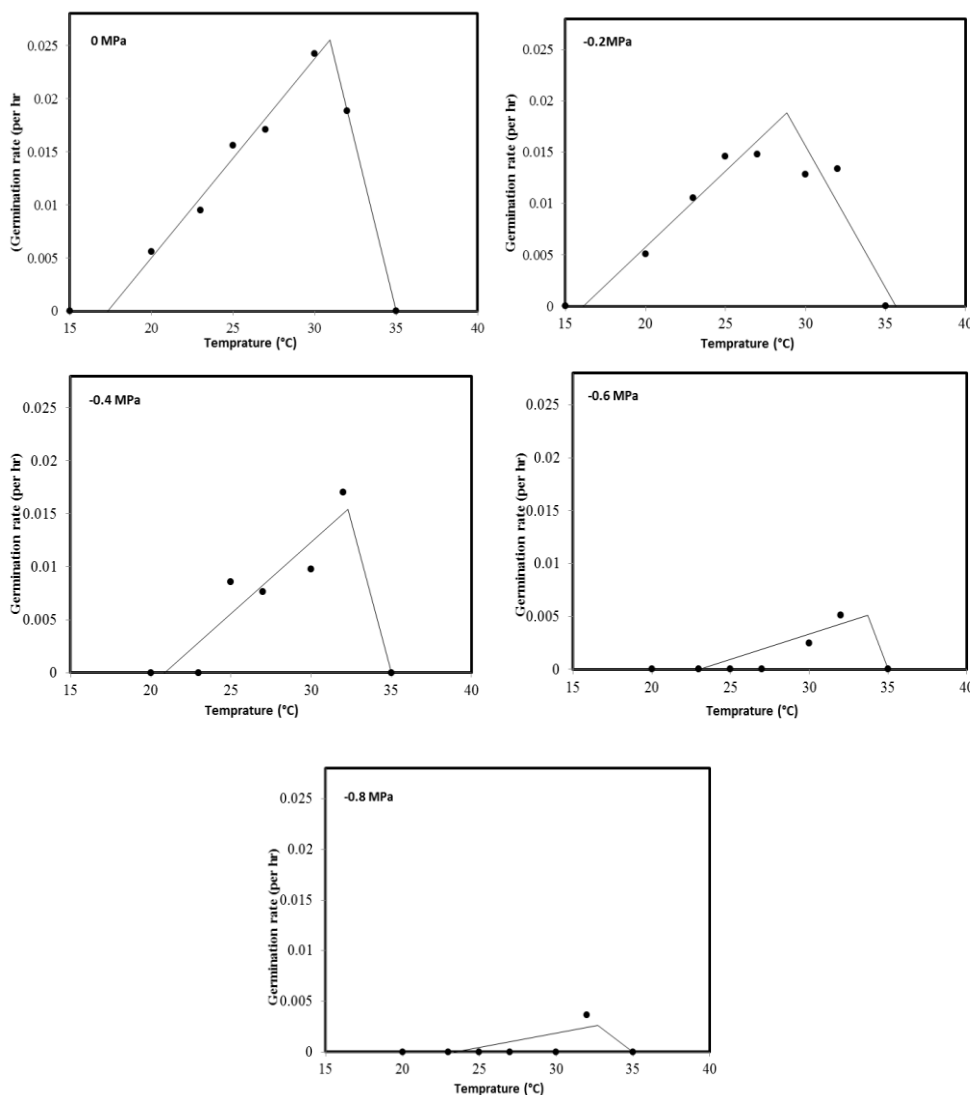 0 MPa
(Germination rate (per hr
0.025
0.02
0.015
0.01
0.005
0
15 20 25 30 35 40
Temprature (°C)
-0.2MPa
Germination rate (per hr)
0.025
0.02
0.015
0.01
0.005
0
15 20 25 30 35 40
Temprature (°C)
-0.4 MPa
Germination rate (per hr)
0.025
0.02
0.015
0.01
0.005
0
15 20 25 30 35 40
Temprature (°C)
-0.6 MPa
Germination rate (per hr)
0.025
0.02
0.015
0.01
0.005
0
15 20 25 30 35 40
Temprature (°C)
-0.8 MPa
Germination rate (per hr)
0.025
0.02
0.015
0.01
0.005
0
15 20 25 30 35 40
Temprature (°C)